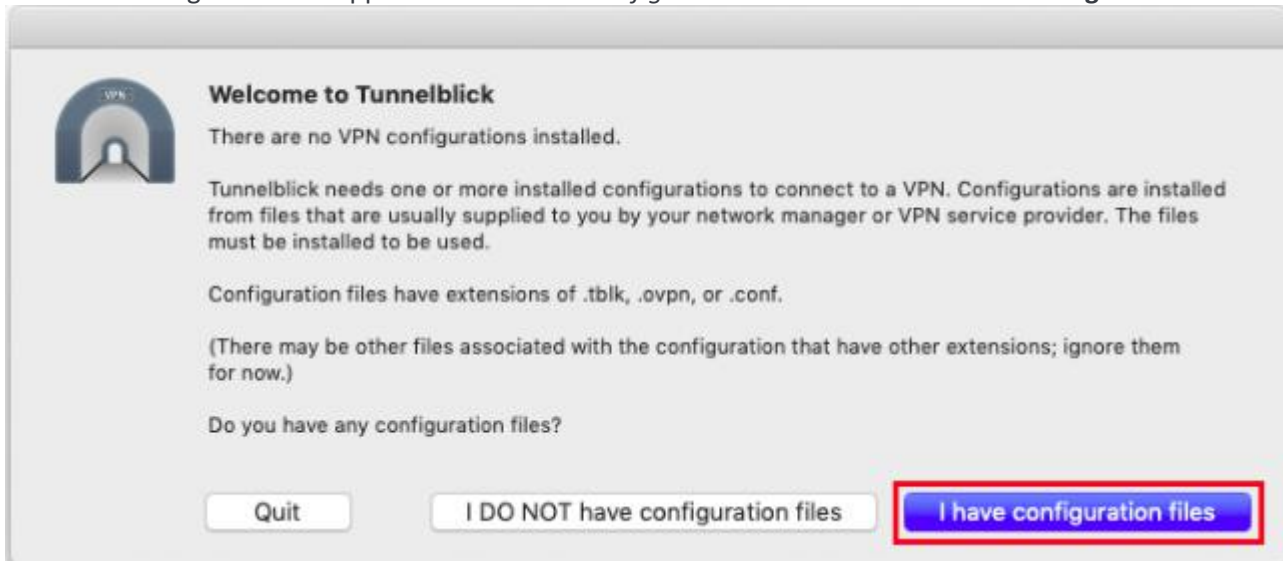 VPN
Welcome to Tunnelblick
There are no VPN configurations installed.
Tunnelblick needs one or more installed configurations to connect to a VPN. Configurations are installed
from files that are usually supplied to you by your network manager or VPN service provider. The files
must be installed to be used.
Configuration files have extensions of .tblk, .ovpn, or .conf.
(There may be other files associated with the configuration that have other extensions; ignore them
for now.)
Do you have any configuration files?
Quit
I DO NOT have configuration files
I have configuration files